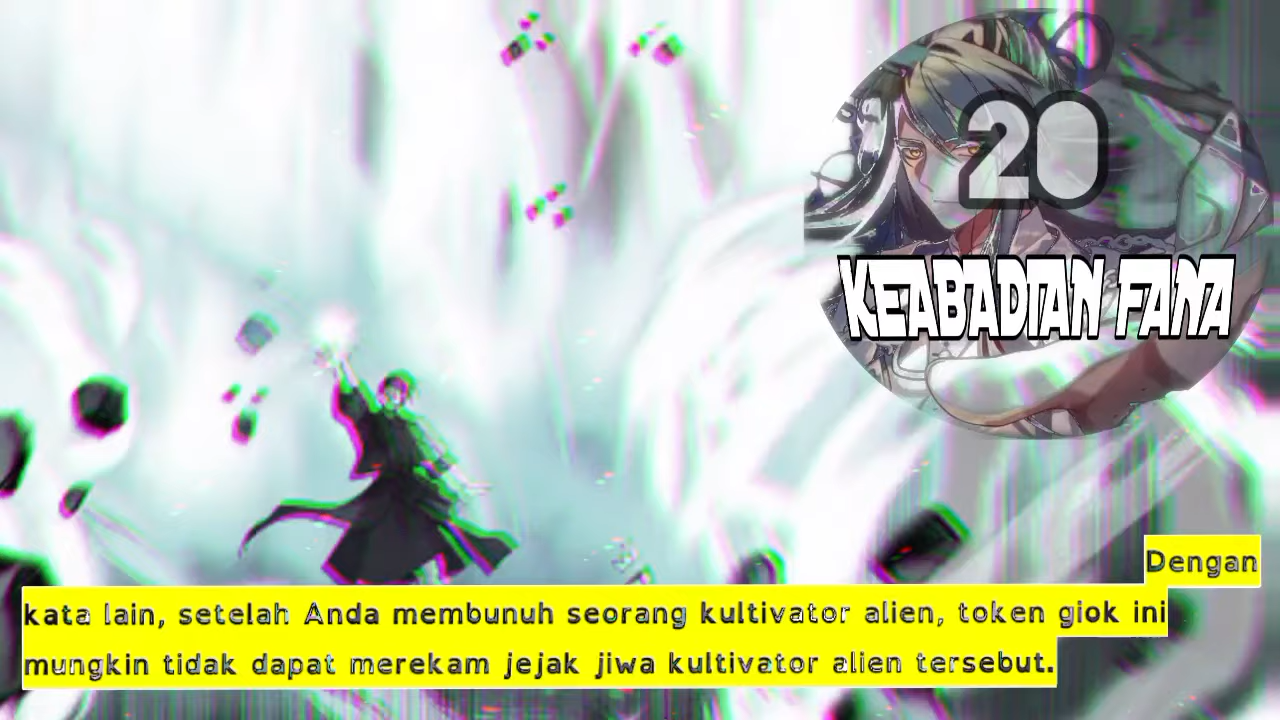 20
KEABADIAN FANA
Dengan
kata lain, setelah Anda membunuh seorang kultivator alien, token giok ini
mungkin tidak dapat merekam jejak jiwa kultivator alien tersebut.